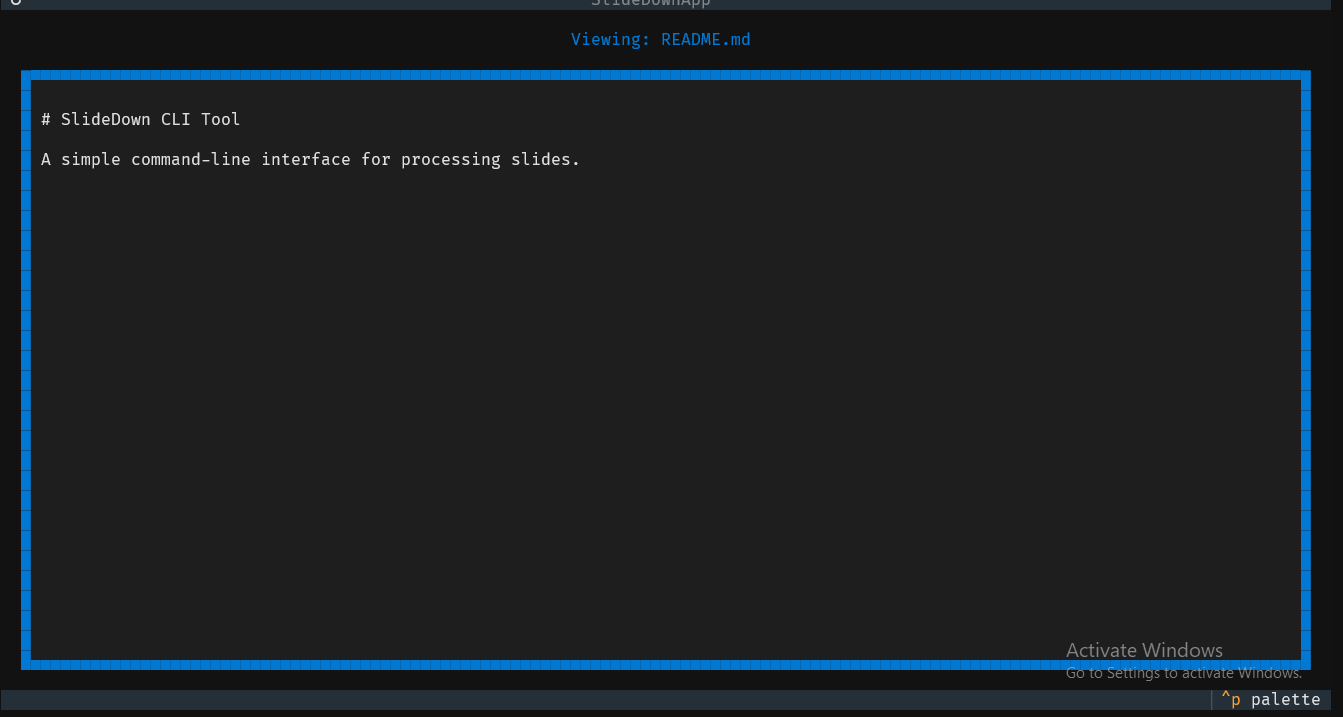 SlideDownApp
Viewing: README.md
# SlideDown CLI Tool
A simple command-line interface for processing slides.
Activate Windows
Go to Settings to activate Windows.
^p palette